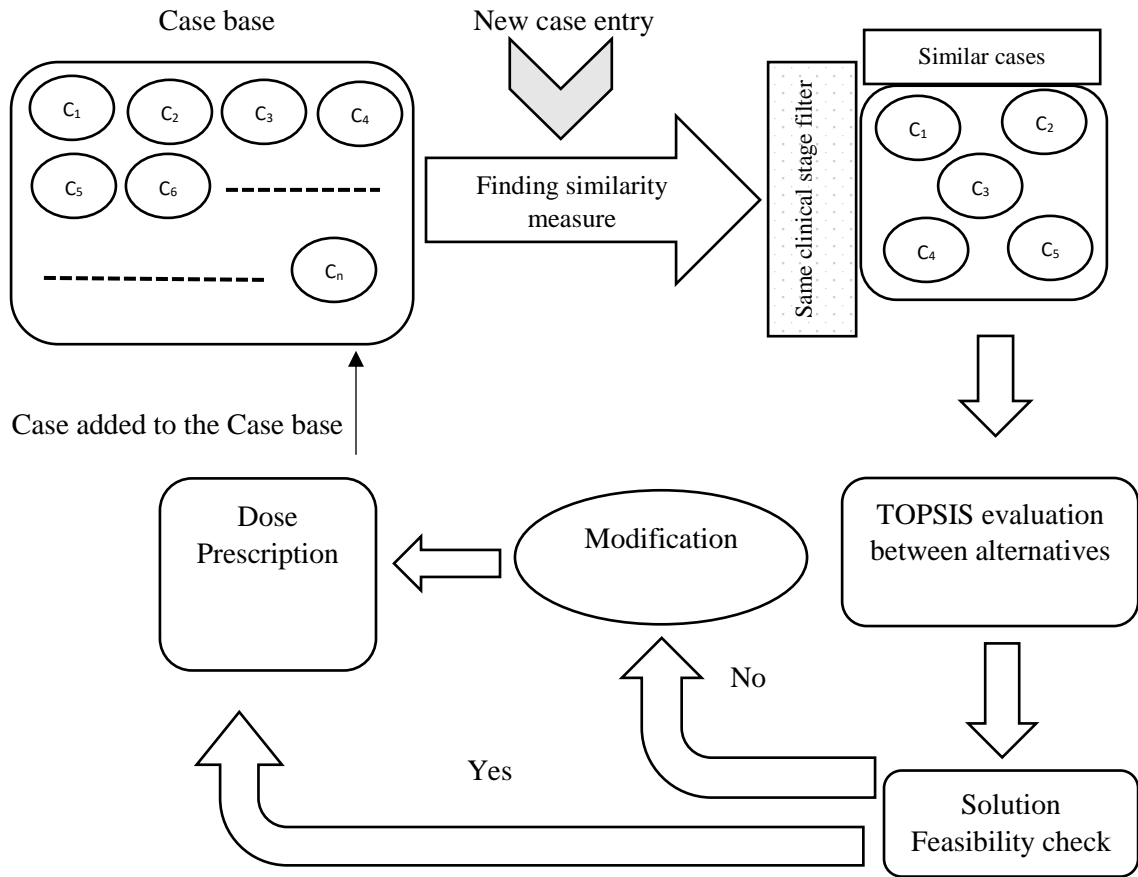 Case base
New case entry
Similar cases
C₁
C₂
C₃
C₄
C₅
C₆
Cₙ
Finding similarity
measure
Same clinical stage filter
C₁
C₂
C₃
C₄
C₅
Case added to the Case base
Dose
Prescription
Modification
TOPSIS evaluation
between alternatives
No
Yes
Solution
Feasibility check